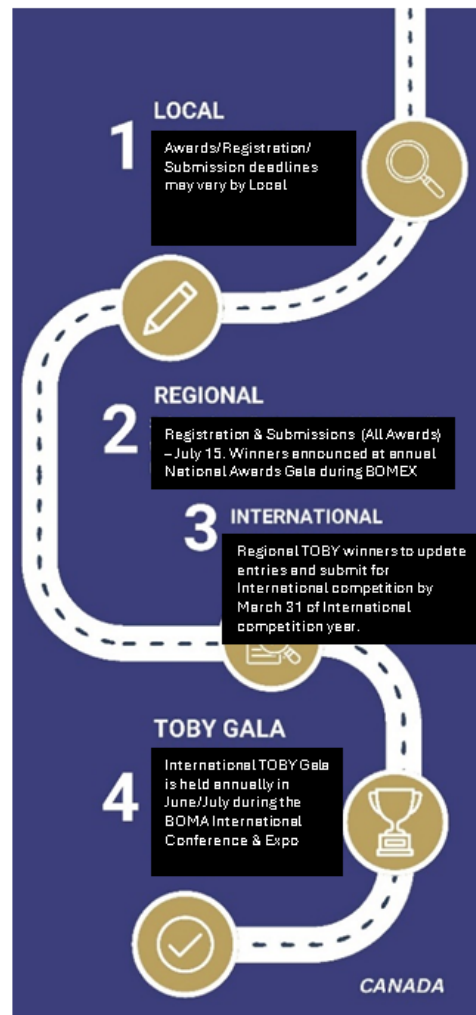 LOCAL
1
Awards/Registration/
Submission deadlines
may vary by Local
REGIONAL
2
Registration & Submissions (All Awards)
–July 15. Winners announced at annual
National Awards Gala during BOMEX
3
INTERNATIONAL
Regional TOBY winners to update
entries and submit for
International competition by
March 31 of International
competition year.
TOBY GALA
4
International TOBY Gala
is held annually in
June/July during the
BOMA International
Conference & Expo
CANADA